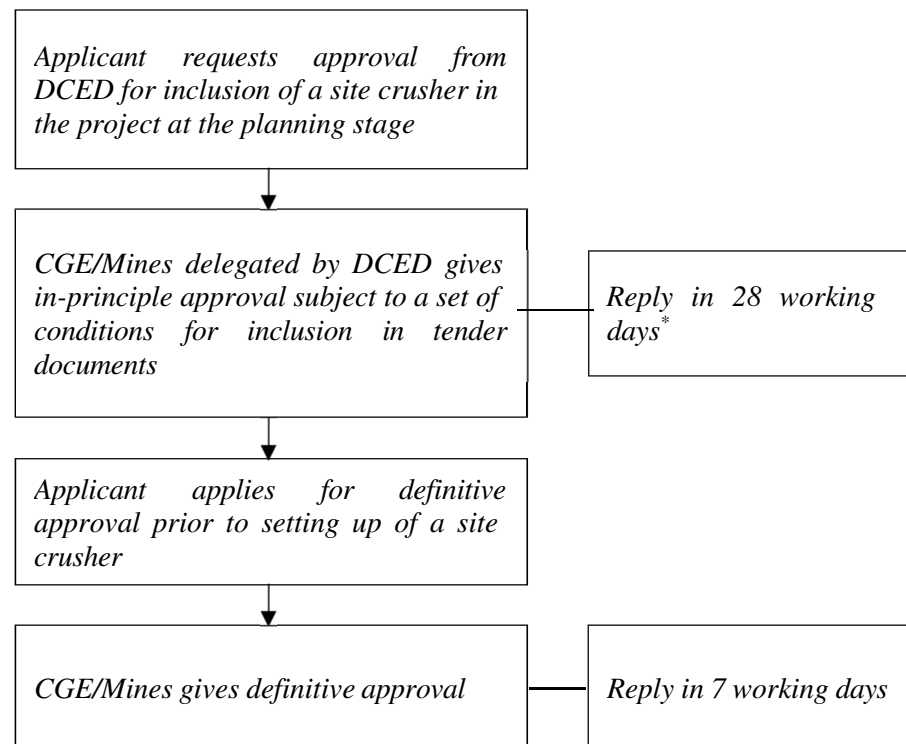 Applicant requests approval from
DCED for inclusion of a site crusher in
the project at the planning stage
CGE/Mines delegated by DCED gives
in-principle approval subject to a set of
conditions for inclusion in tender
documents
Reply in 28 working
days*
Applicant applies for definitive
approval prior to setting up of a site
crusher
CGE/Mines gives definitive approval
Reply in 7 working days